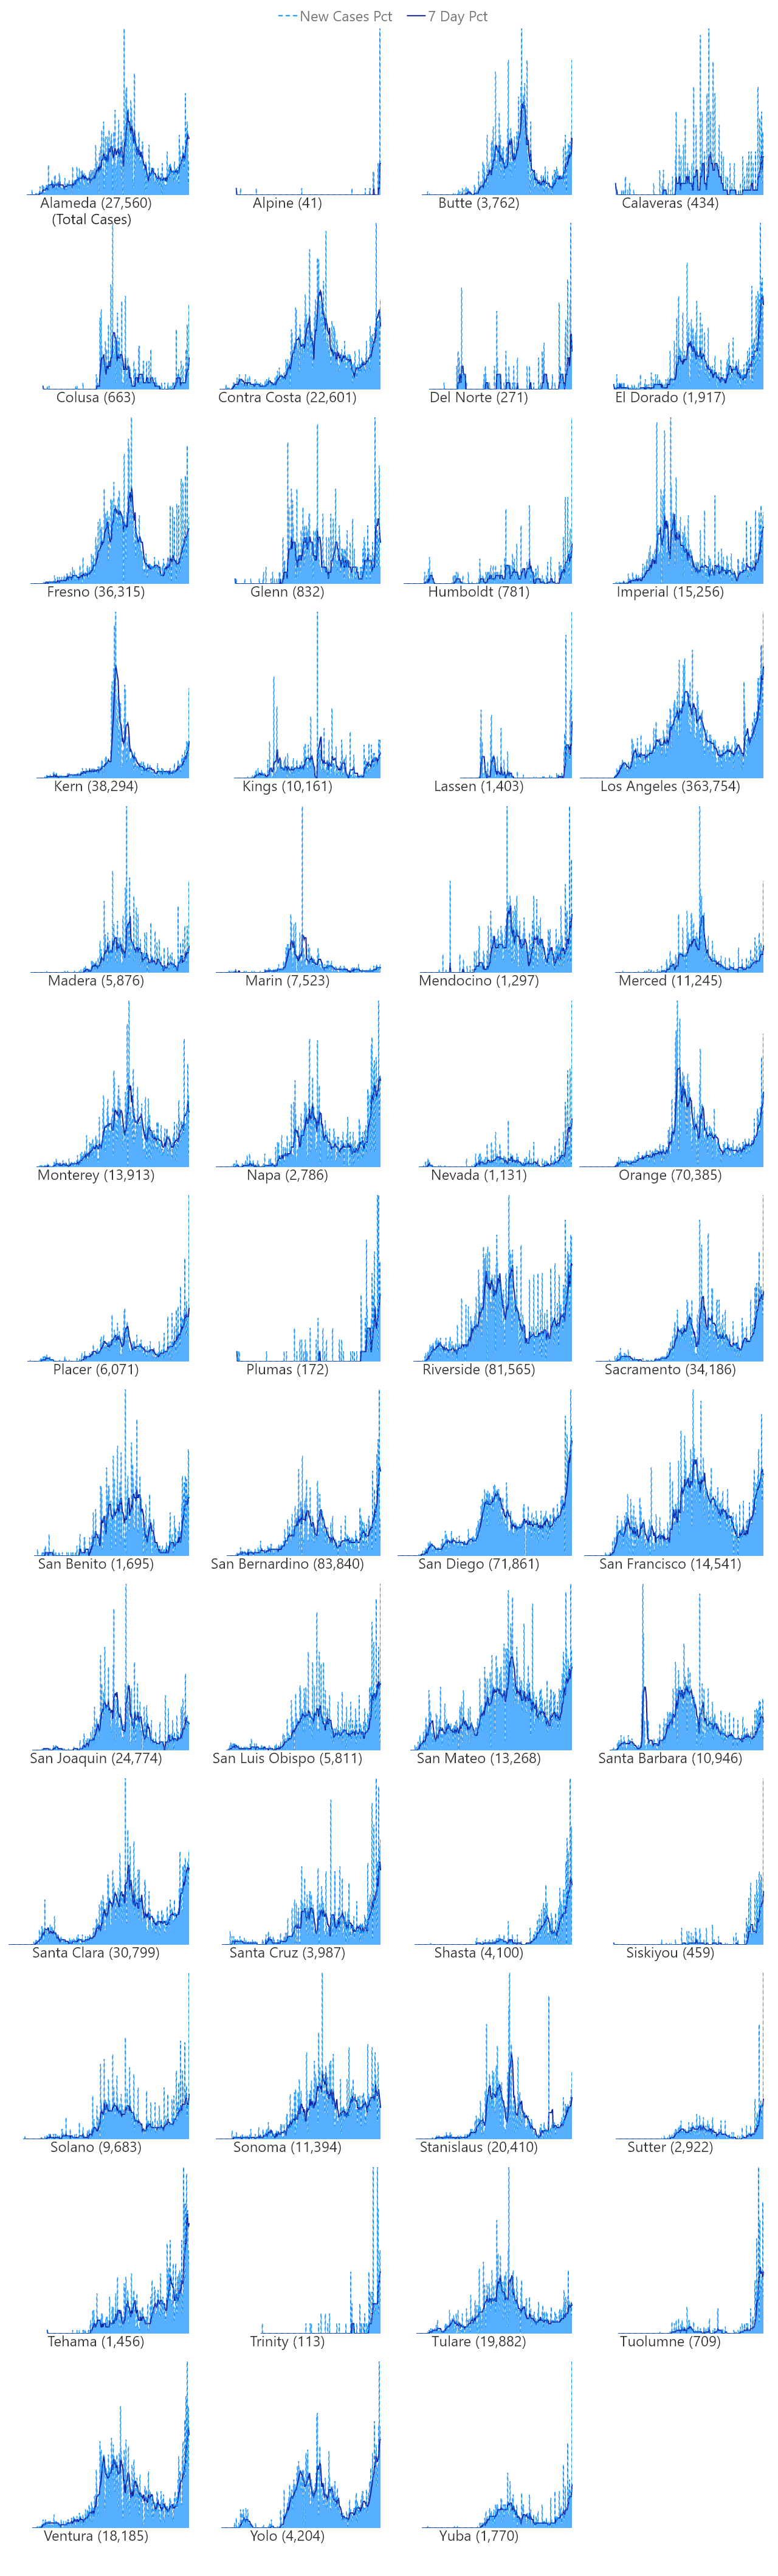 New Cases Pct 7 Day Pct
Alameda (27,560) Alpine (41) Butte (3,762) Calaveras (434)
(Total Cases)
Colusa (663) Contra Costa (22,601) Del Norte (271) El Dorado (1,917)
Fresno (36,315) Glenn (832) Humboldt (781) Imperial (15,256)
Kern (38,294) Kings (10,161) Lassen (1,403) Los Angeles (363,754)
Madera (5,876) Marin (7,523) Mendocino (1,297) Merced (11,245)
Monterey (13,913) Napa (2,786) Nevada (1,131) Orange (70,385)
Placer (6,071) Plumas (172) Riverside (81,565) Sacramento (34,186)
San Benito (1,695) San Bernardino (83,840) San Diego (71,861) San Francisco (14,541)
San Joaquin (24,774) San Luis Obispo (5,811) San Mateo (13,268) Santa Barbara (10,946)
Santa Clara (30,799) Santa Cruz (3,987) Shasta (4,100) Siskiyou (459)
Solano (9,683) Sonoma (11,394) Stanislaus (20,410) Sutter (2,922)
Tehama (1,456) Trinity (113) Tulare (19,882) Tuolumne (709)
Ventura (18,185) Yolo (4,204) Yuba (1,770)